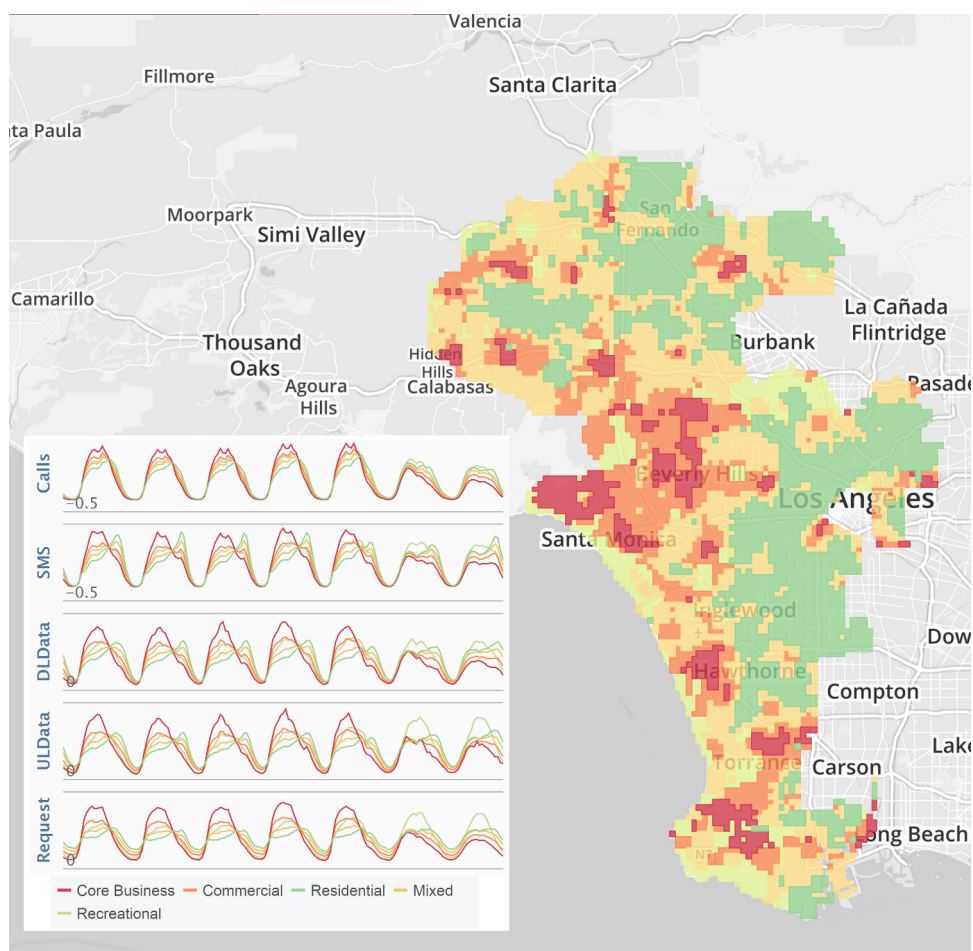 Valencia
Santa Clarita
Fillmore
ta Paula
Moorpark
San
Fernando
Simi Valley
Camarillo
La Cañada
Flintridge
Thousand
Oaks
Burbank
Hidden
Hills
Calabasas
Agoura
Hills
Pasade
Beverly Hills
Los Angeles
Santa Monica
Inglewood
Dow
Hawthorne
Compton
Torrance
Carson
Lake
Long Beach
Calls
−0.5
SMS
−0.5
DLData
0
ULData
0
Request
0
Core Business
Commercial
Residential
Mixed
Recreational